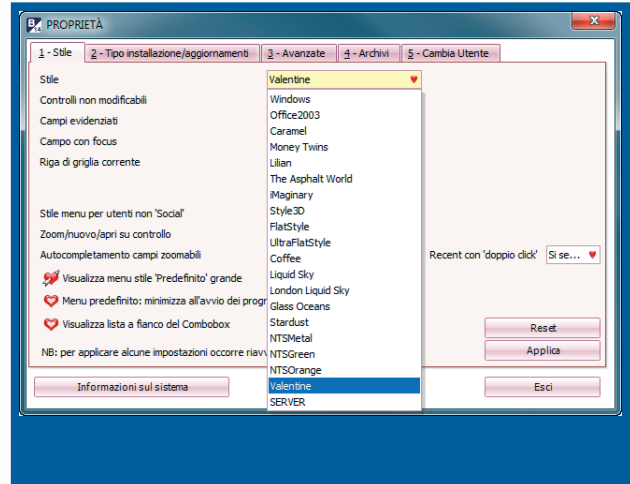 B
14
PROPRIETÀ
1 - Stile
2 - Tipo installazione/aggiornamenti
3 - Avanzate
4 - Archivi
5 - Cambia Utente
Stile
Valentine
Controlli non modificabili
Campi evidenziati
Campo con focus
Riga di griglia corrente
Windows
Office2003
Caramel
Money Twins
Lilian
The Asphalt World
iMaginary
Style3D
FlatStyle
UltraFlatStyle
Coffee
Liquid Sky
London Liquid Sky
Glass Oceans
Stardust
NTSMetal
NTSGreen
NTSOrange
Valentine
SERVER
Stile menu per utenti non 'Social'
Zoom/nuovo/apri su controllo
Autocompletamento campi zoomabili
Recent con 'doppio click'
Si se...
Visualizza menu stile 'Predefinito' grande
Menu predefinito: minimizza all'avvio dei progr
Visualizza lista a fianco del Combobox
Reset
NB: per applicare alcune impostazioni occorre riavv
Applica
Informazioni sul sistema
Esci